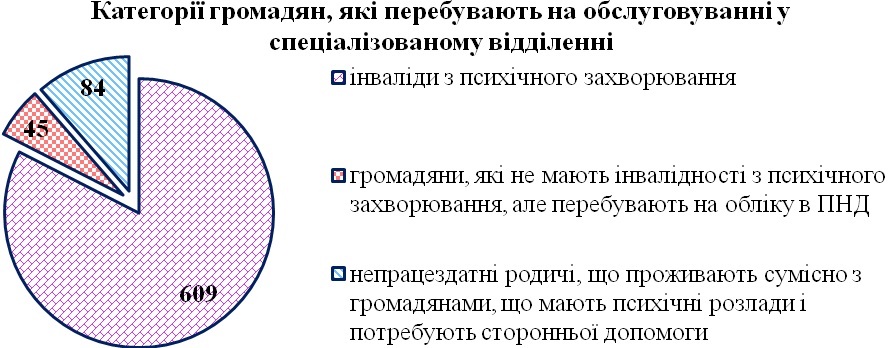 Категорії громадян, які перебувають на обслуговуванні у
спеціалізованому відділенні
84
45
609
інваліди з психічного захворювання
громадяни, які не мають інвалідності з психічного
захворювання, але перебувають на обліку в ПНД
непрацездатні родичі, що проживають сумісно з
громадянами, що мають психічні розлади і
потребують сторонньої допомоги